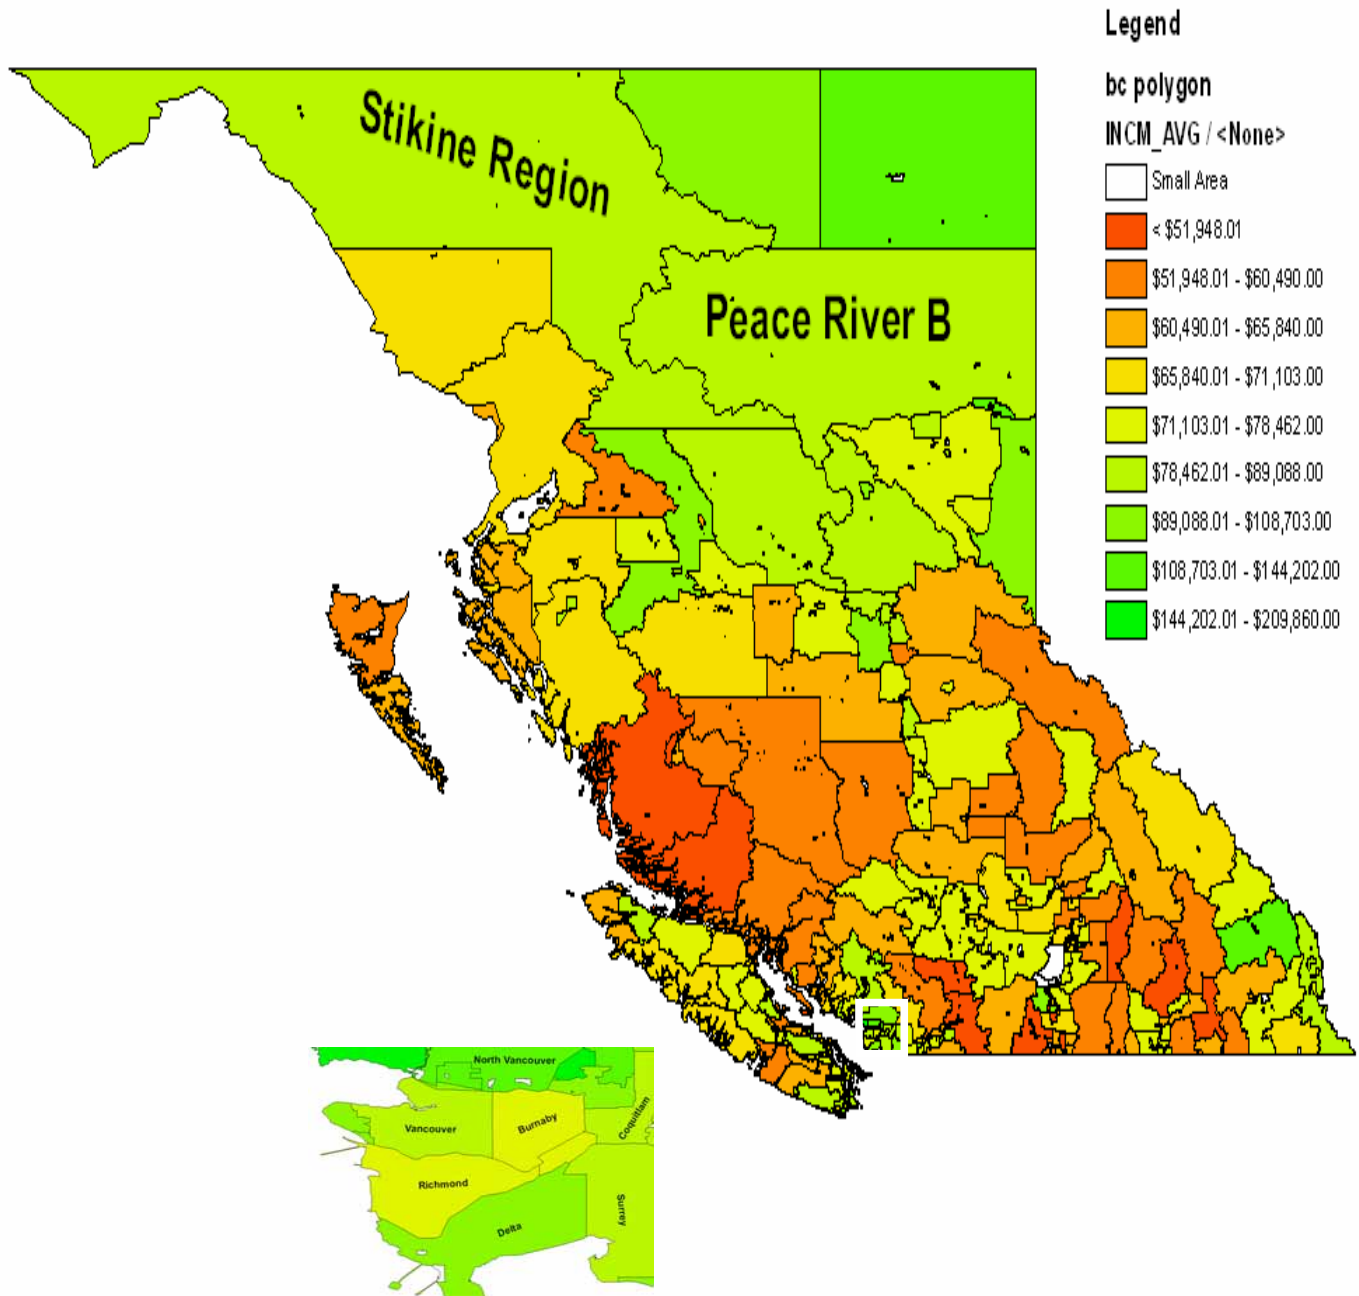 Legend
bc polygon
INCM_AVG / <None>
Small Area
< $51,948.01
$51,948.01 - $60,490.00
$60,490.01 - $65,840.00
$65,840.01 - $71,103.00
$71,103.01 - $78,462.00
$78,462.01 - $89,088.00
$89,088.01 - $108,703.00
$108,703.01 - $144,202.00
$144,202.01 - $209,860.00
Stikine Region
Peace River B
North Vancouver
Vancouver
Burnaby
Coquitlam
Richmond
Delta
Surrey